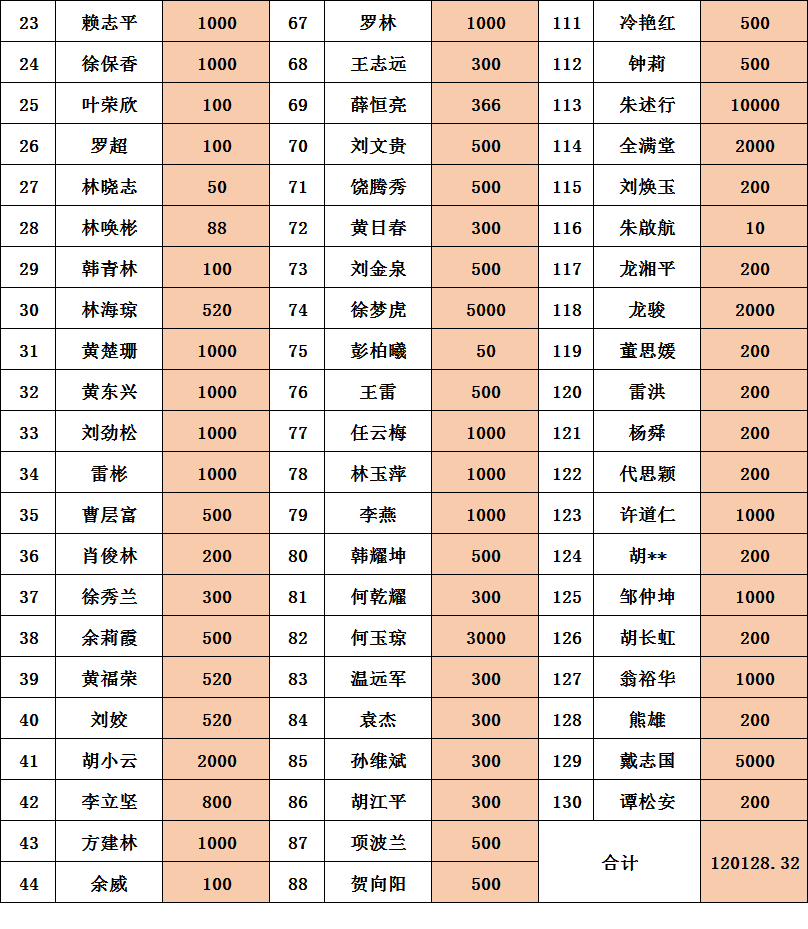 23 赖志平 1000 67 罗林 1000 111 冷艳红 500
24 徐保香 1000 68 王志远 300 112 钟莉 500
25 叶荣欣 100 69 薛恒亮 366 113 朱述行 10000
26 罗超 100 70 刘文贵 500 114 全满堂 2000
27 林晓志 50 71 饶腾秀 500 115 刘焕玉 200
28 林唤彬 88 72 黄日春 300 116 朱啟航 10
29 韩青林 100 73 刘金泉 500 117 龙湘平 200
30 林海琼 520 74 徐梦虎 5000 118 龙骏 2000
31 黄楚珊 1000 75 彭柏曦 50 119 董思媛 200
32 黄东兴 1000 76 王雷 500 120 雷洪 200
33 刘劲松 1000 77 任云梅 1000 121 杨舜 200
34 雷彬 1000 78 林玉萍 1000 122 代思颖 200
35 曹层富 500 79 李燕 1000 123 许道仁 1000
36 肖俊林 200 80 韩耀坤 500 124 胡** 200
37 徐秀兰 300 81 何乾耀 300 125 邹仲坤 1000
38 余莉霞 500 82 何玉琼 3000 126 胡长虹 200
39 黄福荣 520 83 温远军 300 127 翁裕华 1000
40 刘姣 520 84 袁杰 300 128 熊雄 200
41 胡小云 2000 85 孙维斌 300 129 戴志国 5000
42 李立坚 800 86 胡江平 300 130 谭松安 200
43 方建林 1000 87 项波兰 500
合计 120128.32
44 余威 100 88 贺向阳 500